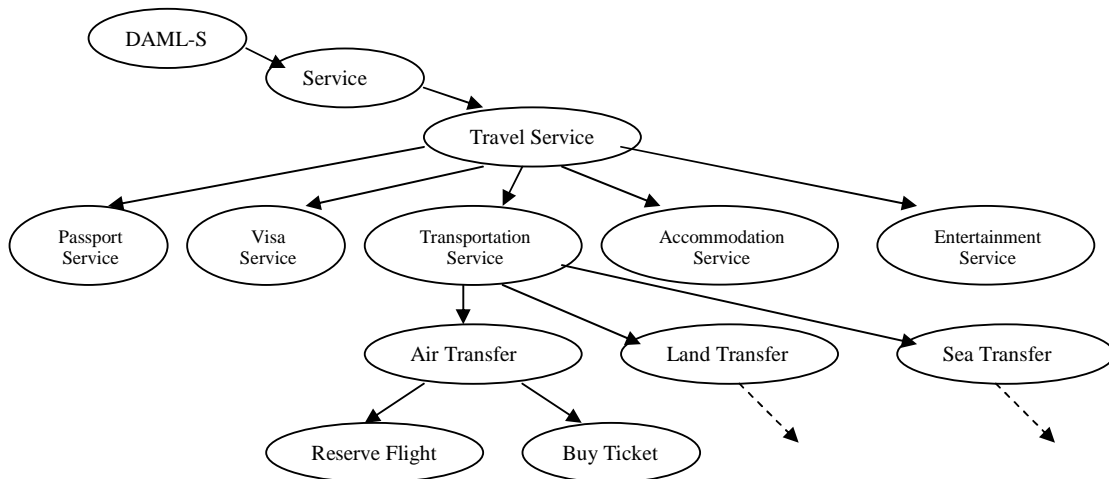 DAML-S
Service
Travel Service
Passport
Service
Visa
Service
Transportation
Service
Accommodation
Service
Entertainment
Service
Air Transfer
Land Transfer
Sea Transfer
Reserve Flight
Buy Ticket